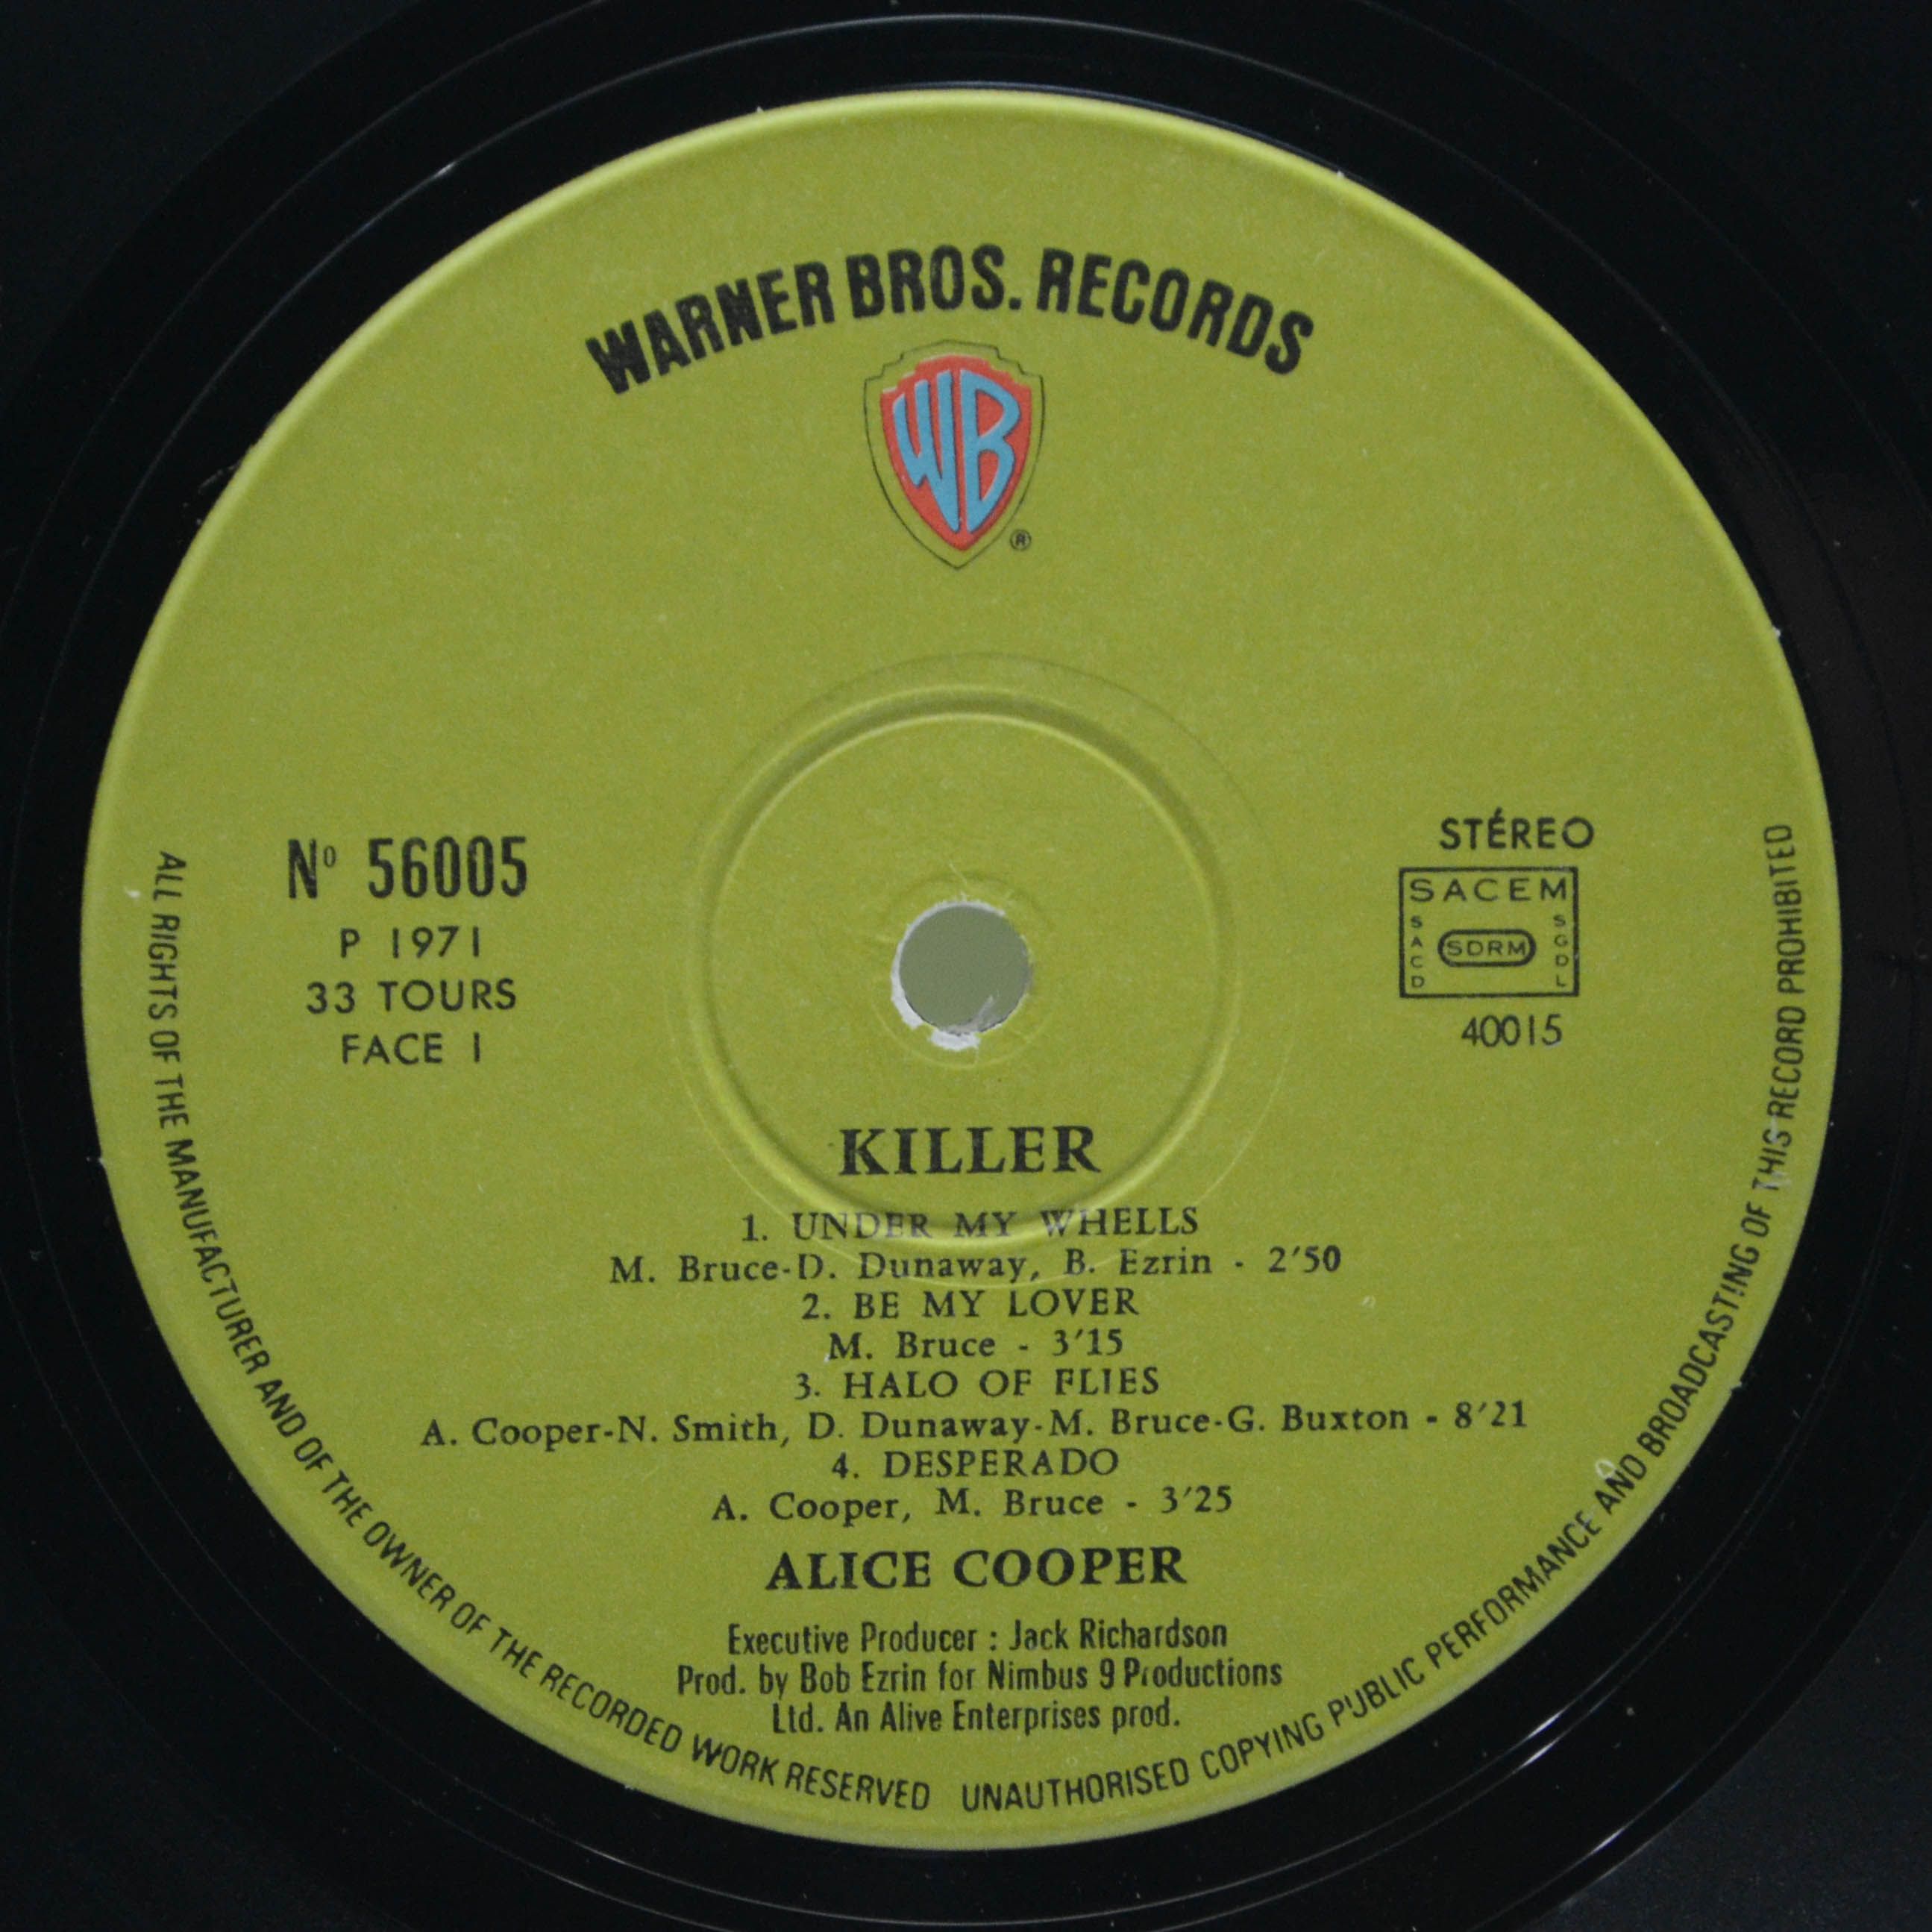 WARNER BROS. RECORDS
WB
®
Nº 56005
P 1971
33 TOURS
FACE 1
STÉREO
SACEM
SACD
SDRM
SGDL
40015
KILLER
1. UNDER MY WHELLS
M. Bruce-D. Dunaway, B. Ezrin - 2'50
2. BE MY LOVER
M. Bruce - 3'15
3. HALO OF FLIES
A. Cooper-N. Smith, D. Dunaway-M. Bruce-G. Buxton - 8'21
4. DESPERADO
A. Cooper, M. Bruce - 3'25
ALICE COOPER
Executive Producer : Jack Richardson
Prod. by Bob Ezrin for Nimbus 9 Productions
Ltd. An Alive Enterprises prod.
ALL RIGHTS OF THE MANUFACTURER AND OF THE OWNER OF THE RECORDED WORK RESERVED UNAUTHORISED COPYING PUBLIC PERFORMANCE AND BROADCASTING OF THIS RECORD PROHIBITED